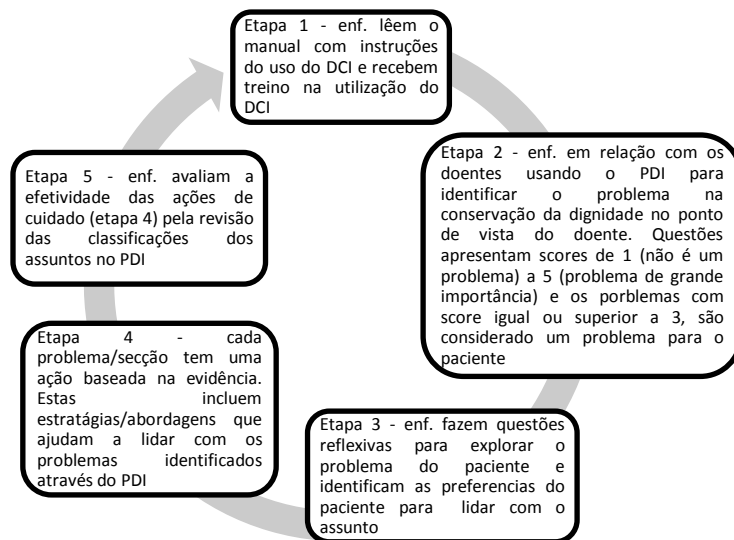 Etapa 1 - enf. lêem o
manual com instruções
do uso do DCI e recebem
treino na utilização do
DCI
Etapa 2 - enf. em relação com os
doentes usando o PDI para
identificar o problema na
conservação da dignidade no ponto
de vista do doente. Questões
apresentam scores de 1 (não é um
problema) a 5 (problema de grande
importância) e os porblemas com
score igual ou superior a 3, são
considerado um problema para o
paciente
Etapa 3 - enf. fazem questões
reflexivas para explorar o
problema do paciente e
identificam as preferencias do
paciente para lidar com o
assunto
Etapa 4 - cada
problema/secção tem uma
ação baseada na evidência.
Estas incluem
estratágias/abordagens que
ajudam a lidar com os
problemas identificados
através do PDI
Etapa 5 - enf. avaliam a
efetividade das ações de
cuidado (etapa 4) pela revisão
das classificações dos
assuntos no PDI